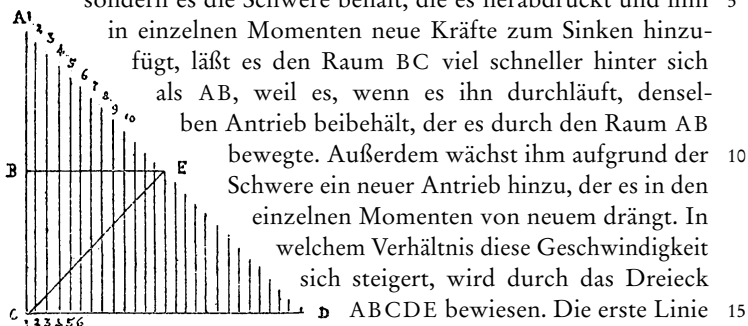 sondern es die Schwere behält, die es herabdrückt und ihm 5
in einzelnen Momenten neue Kräfte zum Sinken hinzu-
fügt, läßt es den Raum BC viel schneller hinter sich
als AB, weil es, wenn es ihn durchläuft, densel-
ben Antrieb beibehält, der es durch den Raum AB
bewegte. Außerdem wächst ihm aufgrund der 10
Schwere ein neuer Antrieb hinzu, der es in den
einzelnen Momenten von neuem drängt. In
welchem Verhältnis diese Geschwindigkeit
sich steigert, wird durch das Dreieck
ABCDE bewiesen. Die erste Linie 15
A 1 2 3 4 5 6 7 8 9 10
B E
C D
1 2 3 4 5 6